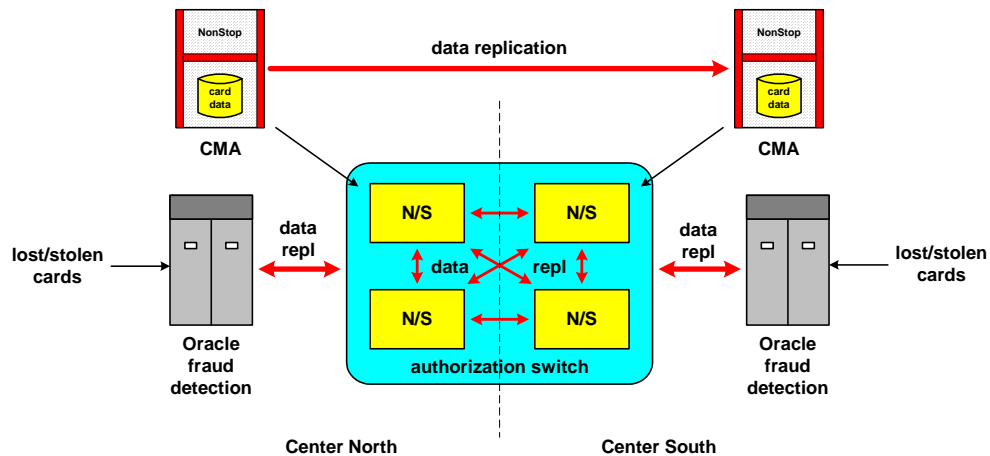 NonStop
card
data
CMA
data replication
NonStop
card
data
CMA
lost/stolen
cards
data
repl
N/S
N/S
data
repl
N/S
N/S
authorization switch
data
repl
lost/stolen
cards
Oracle
fraud
detection
Oracle
fraud
detection
Center North
Center South